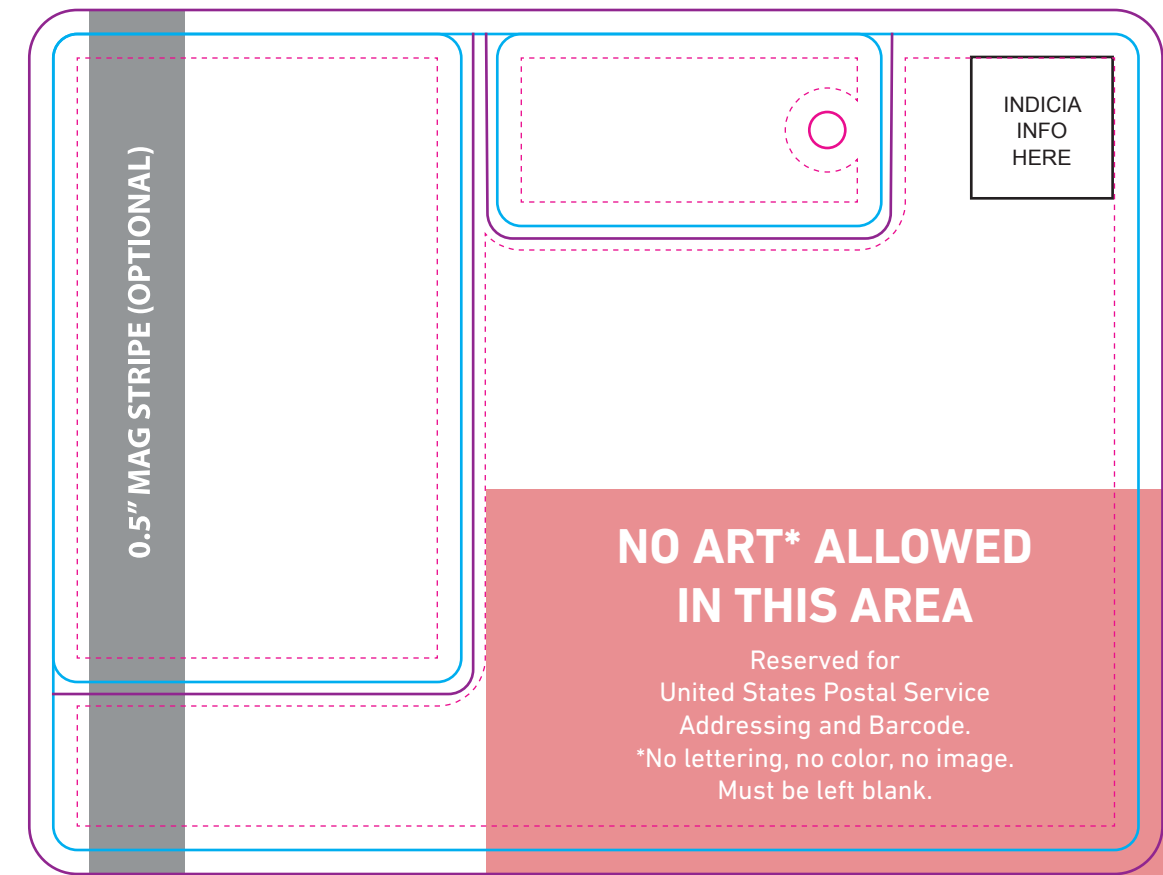 0.5" MAG STRIPE (OPTIONAL)
INDICIA
INFO
HERE
NO ART* ALLOWED
IN THIS AREA
Reserved for
United States Postal Service
Addressing and Barcode.
*No lettering, no color, no image.
Must be left blank.